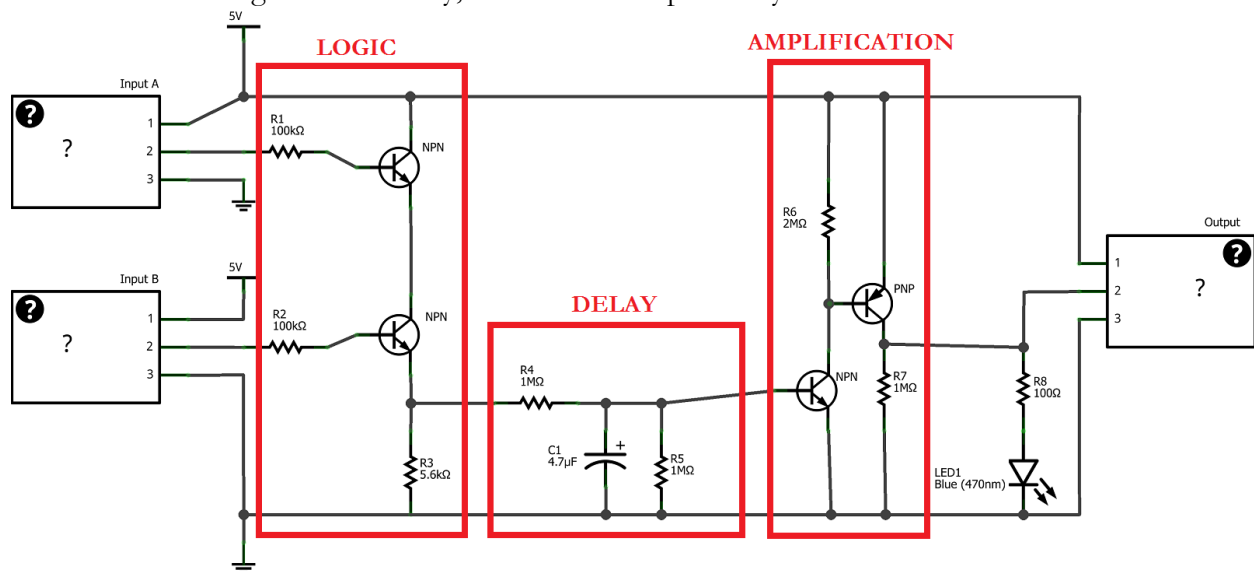 5V
LOGIC
AMPLIFICATION
Input A
?
?
1
2
3
R1
100kΩ
NPN
R6
2MΩ
Output
?
?
1
2
3
Input B
?
?
1
2
3
5V
R2
100kΩ
NPN
DELAY
PNP
R4
1MΩ
NPN
R7
1MΩ
R8
100Ω
R3
5.6kΩ
C1
4.7μF
+
R5
1MΩ
LED1
Blue (470nm)